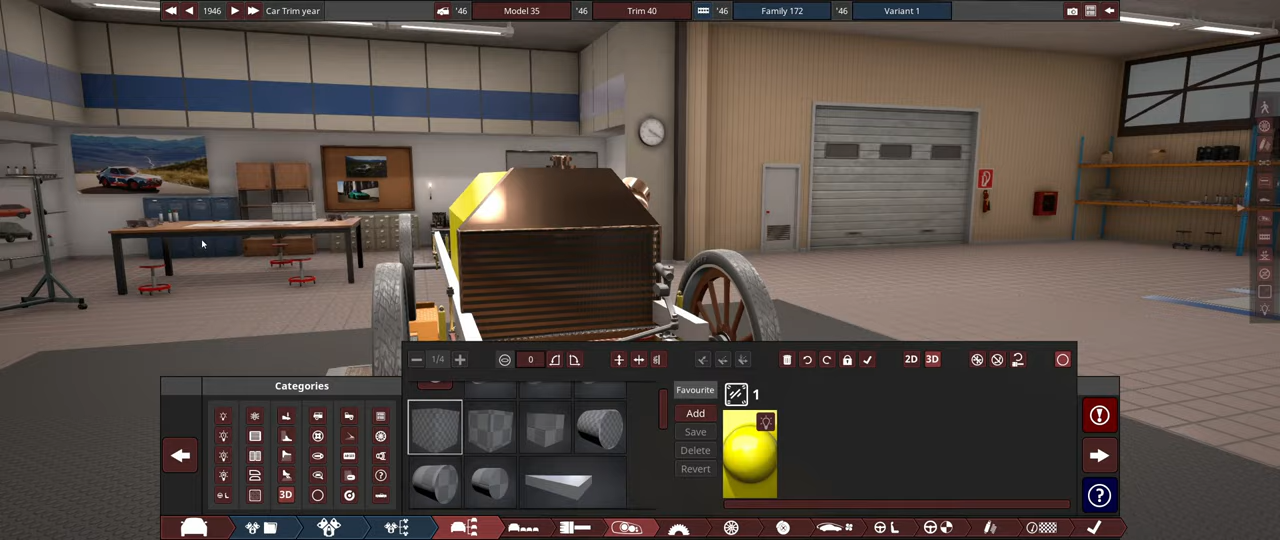 1946 Car Trim year '46 Model 35 '46 Trim 40 '46 Family 172 '46 Variant 1
1/4 0 2D 3D
Categories
Favourite
Add
Save
Delete
Revert
1
3D